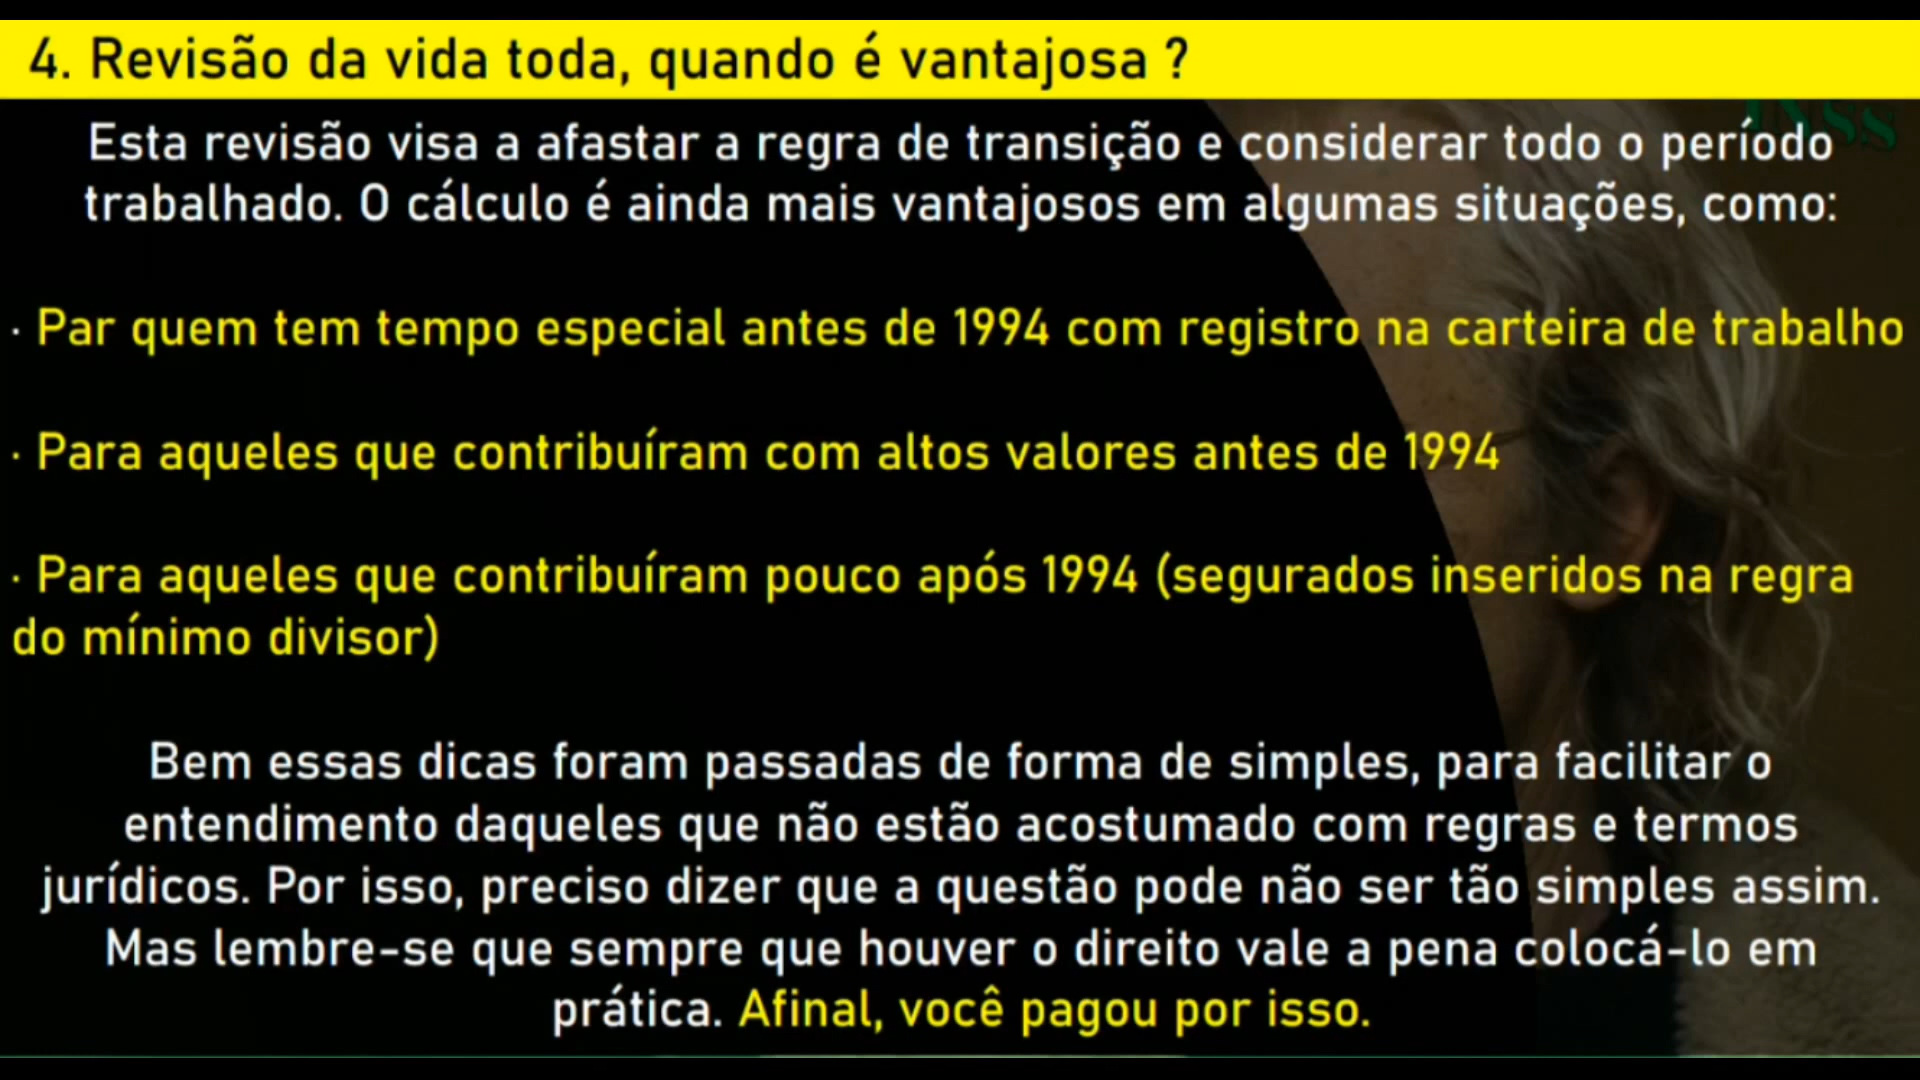 4. Revisão da vida toda, quando é vantajosa ?
INSS
Esta revisão visa a afastar a regra de transição e considerar todo o período
trabalhado. O cálculo é ainda mais vantajosos em algumas situações, como:
· Par quem tem tempo especial antes de 1994 com registro na carteira de trabalho
· Para aqueles que contribuíram com altos valores antes de 1994
· Para aqueles que contribuíram pouco após 1994 (segurados inseridos na regra
do mínimo divisor)
Bem essas dicas foram passadas de forma de simples, para facilitar o
entendimento daqueles que não estão acostumado com regras e termos
jurídicos. Por isso, preciso dizer que a questão pode não ser tão simples assim.
Mas lembre-se que sempre que houver o direito vale a pena colocá-lo em
prática. Afinal, você pagou por isso.